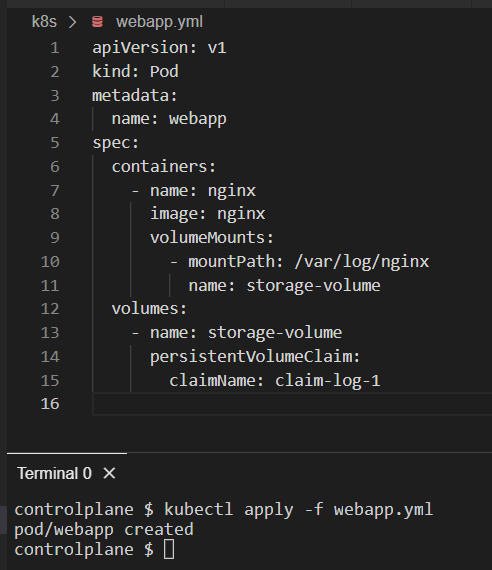 k8s > webapp.yml
1 apiVersion: v1
2 kind: Pod
3 metadata:
4   name: webapp
5 spec:
6   containers:
7     - name: nginx
8       image: nginx
9       volumeMounts:
10         - mountPath: /var/log/nginx
11           name: storage-volume
12   volumes:
13     - name: storage-volume
14       persistentVolumeClaim:
15         claimName: claim-log-1
16
Terminal 0 ×
controlplane $ kubectl apply -f webapp.yml
pod/webapp created
controlplane $